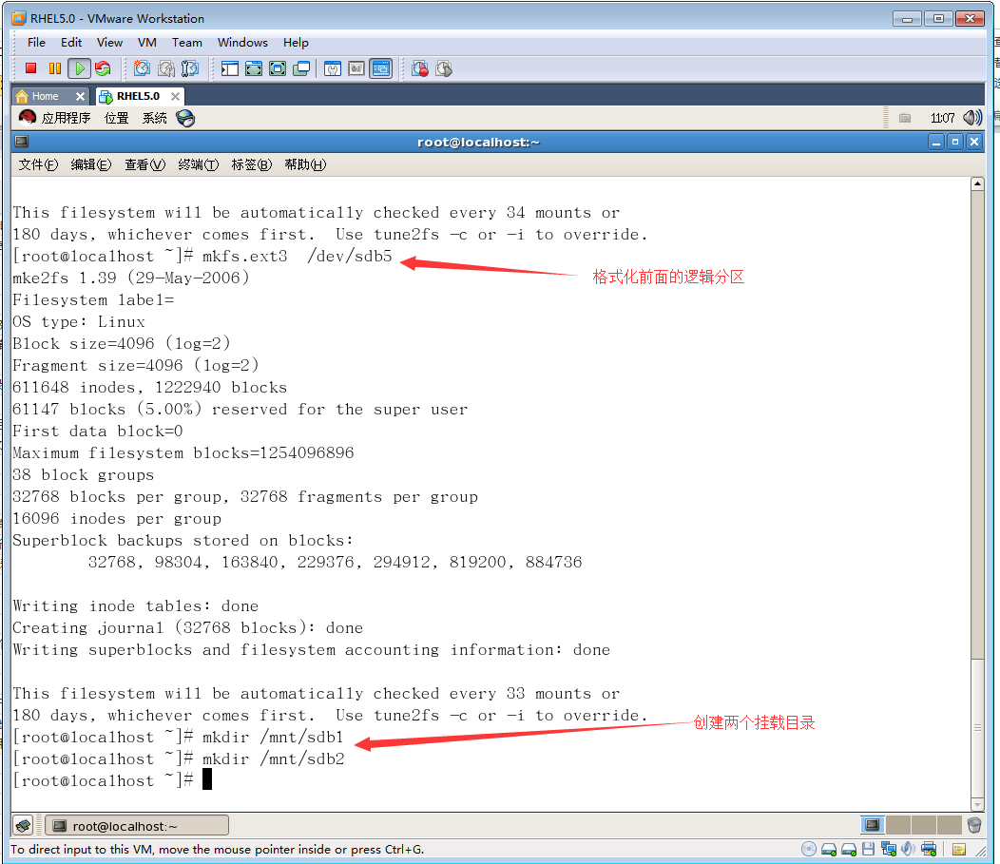 RHEL5.0 - VMware Workstation
File Edit View VM Team Windows Help
Home RHEL5.0
应用程序 位置 系统 11:07
root@localhost:~
文件(F) 编辑(E) 查看(V) 终端(T) 标签(B) 帮助(H)
This filesystem will be automatically checked every 34 mounts or
180 days, whichever comes first.  Use tune2fs -c or -i to override.
[root@localhost ~]# mkfs.ext3  /dev/sdb5
格式化前面的逻辑分区
mke2fs 1.39 (29-May-2006)
Filesystem label=
OS type: Linux
Block size=4096 (log=2)
Fragment size=4096 (log=2)
611648 inodes, 1222940 blocks
61147 blocks (5.00%) reserved for the super user
First data block=0
Maximum filesystem blocks=1254096896
38 block groups
32768 blocks per group, 32768 fragments per group
16096 inodes per group
Superblock backups stored on blocks:
32768, 98304, 163840, 229376, 294912, 819200, 884736
Writing inode tables: done
Creating journal (32768 blocks): done
Writing superblocks and filesystem accounting information: done
This filesystem will be automatically checked every 33 mounts or
180 days, whichever comes first.  Use tune2fs -c or -i to override.
创建两个挂载目录
[root@localhost ~]# mkdir /mnt/sdb1
[root@localhost ~]# mkdir /mnt/sdb2
[root@localhost ~]#
root@localhost:~
To direct input to this VM, move the mouse pointer inside or press Ctrl+G.